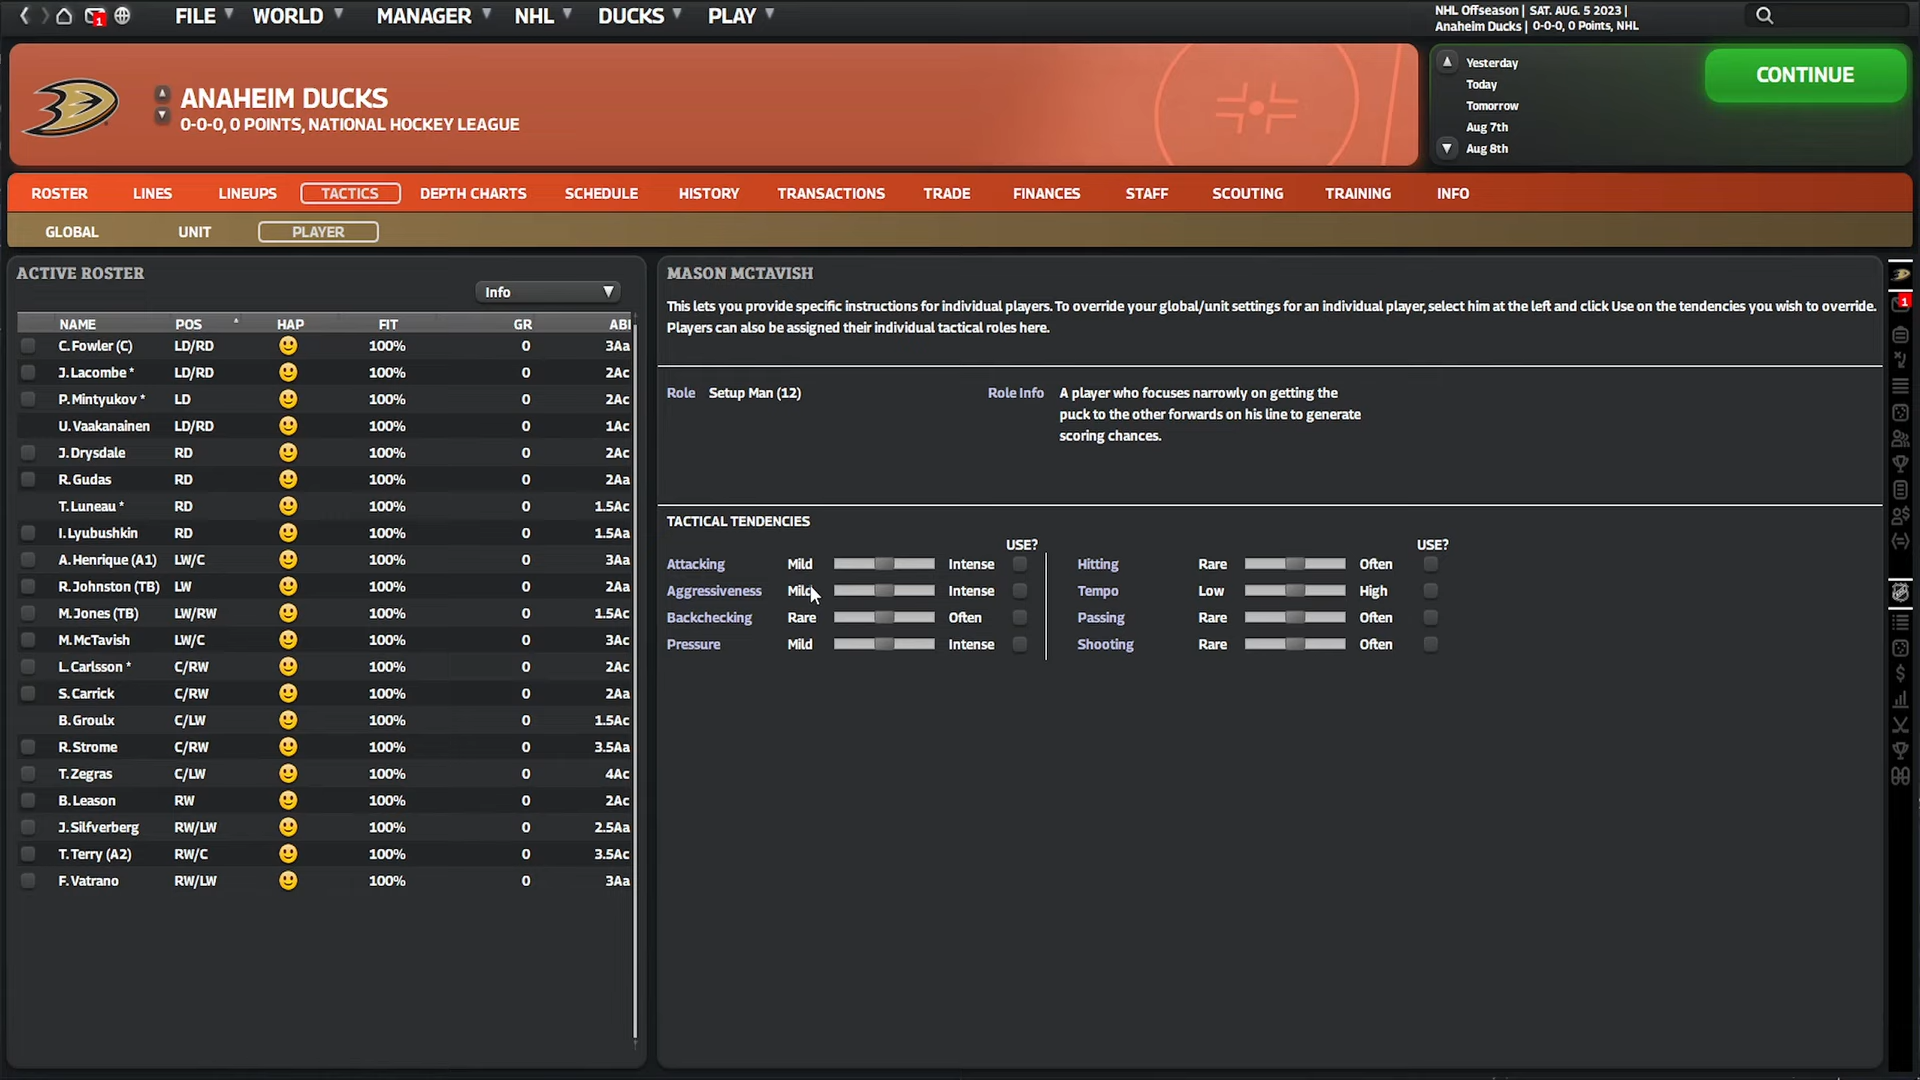 FILE WORLD MANAGER NHL DUCKS PLAY
1
NHL Offseason | SAT. AUG. 5 2023 |
Anaheim Ducks | 0-0-0, 0 Points, NHL
ANAHEIM DUCKS
0-0-0, 0 POINTS, NATIONAL HOCKEY LEAGUE
Yesterday
Today
Tomorrow
Aug 7th
Aug 8th
CONTINUE
ROSTER LINES LINEUPS TACTICS DEPTH CHARTS SCHEDULE HISTORY TRANSACTIONS TRADE FINANCES STAFF SCOUTING TRAINING INFO
GLOBAL UNIT PLAYER
ACTIVE ROSTER
Info
NAME POS HAP FIT GR ABI
C. Fowler (C) LD/RD 100% 0 3Aa
J. Lacombe * LD/RD 100% 0 2Ac
P. Mintyukov * LD 100% 0 2Ac
U. Vaakanainen LD/RD 100% 0 1Ac
J. Drysdale RD 100% 0 2Ac
R. Gudas RD 100% 0 2Aa
T. Luneau * RD 100% 0 1.5Ac
I. Lyubushkin RD 100% 0 1.5Aa
A. Henrique (A1) LW/C 100% 0 3Aa
R. Johnston (TB) LW 100% 0 2Aa
M. Jones (TB) LW/RW 100% 0 1.5Ac
M. McTavish LW/C 100% 0 3Ac
L. Carlsson * C/RW 100% 0 2Ac
S. Carrick C/RW 100% 0 2Aa
B. Groulx C/LW 100% 0 1.5Ac
R. Strome C/RW 100% 0 3.5Aa
T. Zegras C/LW 100% 0 4Ac
B. Leason RW 100% 0 2Ac
J. Silfverberg RW/LW 100% 0 2.5Aa
T. Terry (A2) RW/C 100% 0 3.5Aa
F. Vatrano RW/LW 100% 0 3Aa
MASON MCTAVISH
This lets you provide specific instructions for individual players. To override your global/unit settings for an individual player, select him at the left and click Use on the tendencies you wish to override.
Players can also be assigned their individual tactical roles here.
Role Setup Man (12)
Role Info A player who focuses narrowly on getting the
puck to the other forwards on his line to generate
scoring chances.
TACTICAL TENDENCIES
USE? USE?
Attacking Mild Intense Hitting Rare Often
Aggressiveness Mild Intense Tempo Low High
Backchecking Rare Often Passing Rare Often
Pressure Mild Intense Shooting Rare Often
1